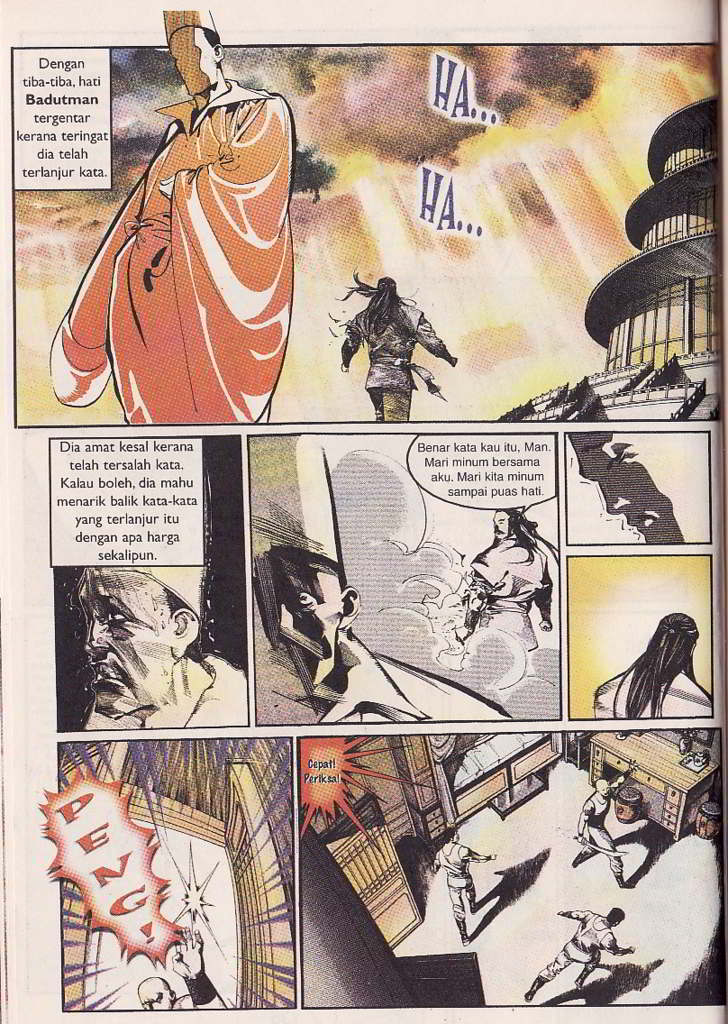 Dengan
tiba-tiba, hati
Badutman
tergentar
kerana teringat
dia telah
terlanjur kata.
HA...
HA...
Dia amat kesal kerana
telah tersalah kata.
Kalau boleh, dia mahu
menarik balik kata-kata
yang terlanjur itu
dengan apa harga
sekalipun.
Benar kata kau itu, Man.
Mari minum bersama
aku. Mari kita minum
sampai puas hati.
PENG!
Cepat!
Periksa!